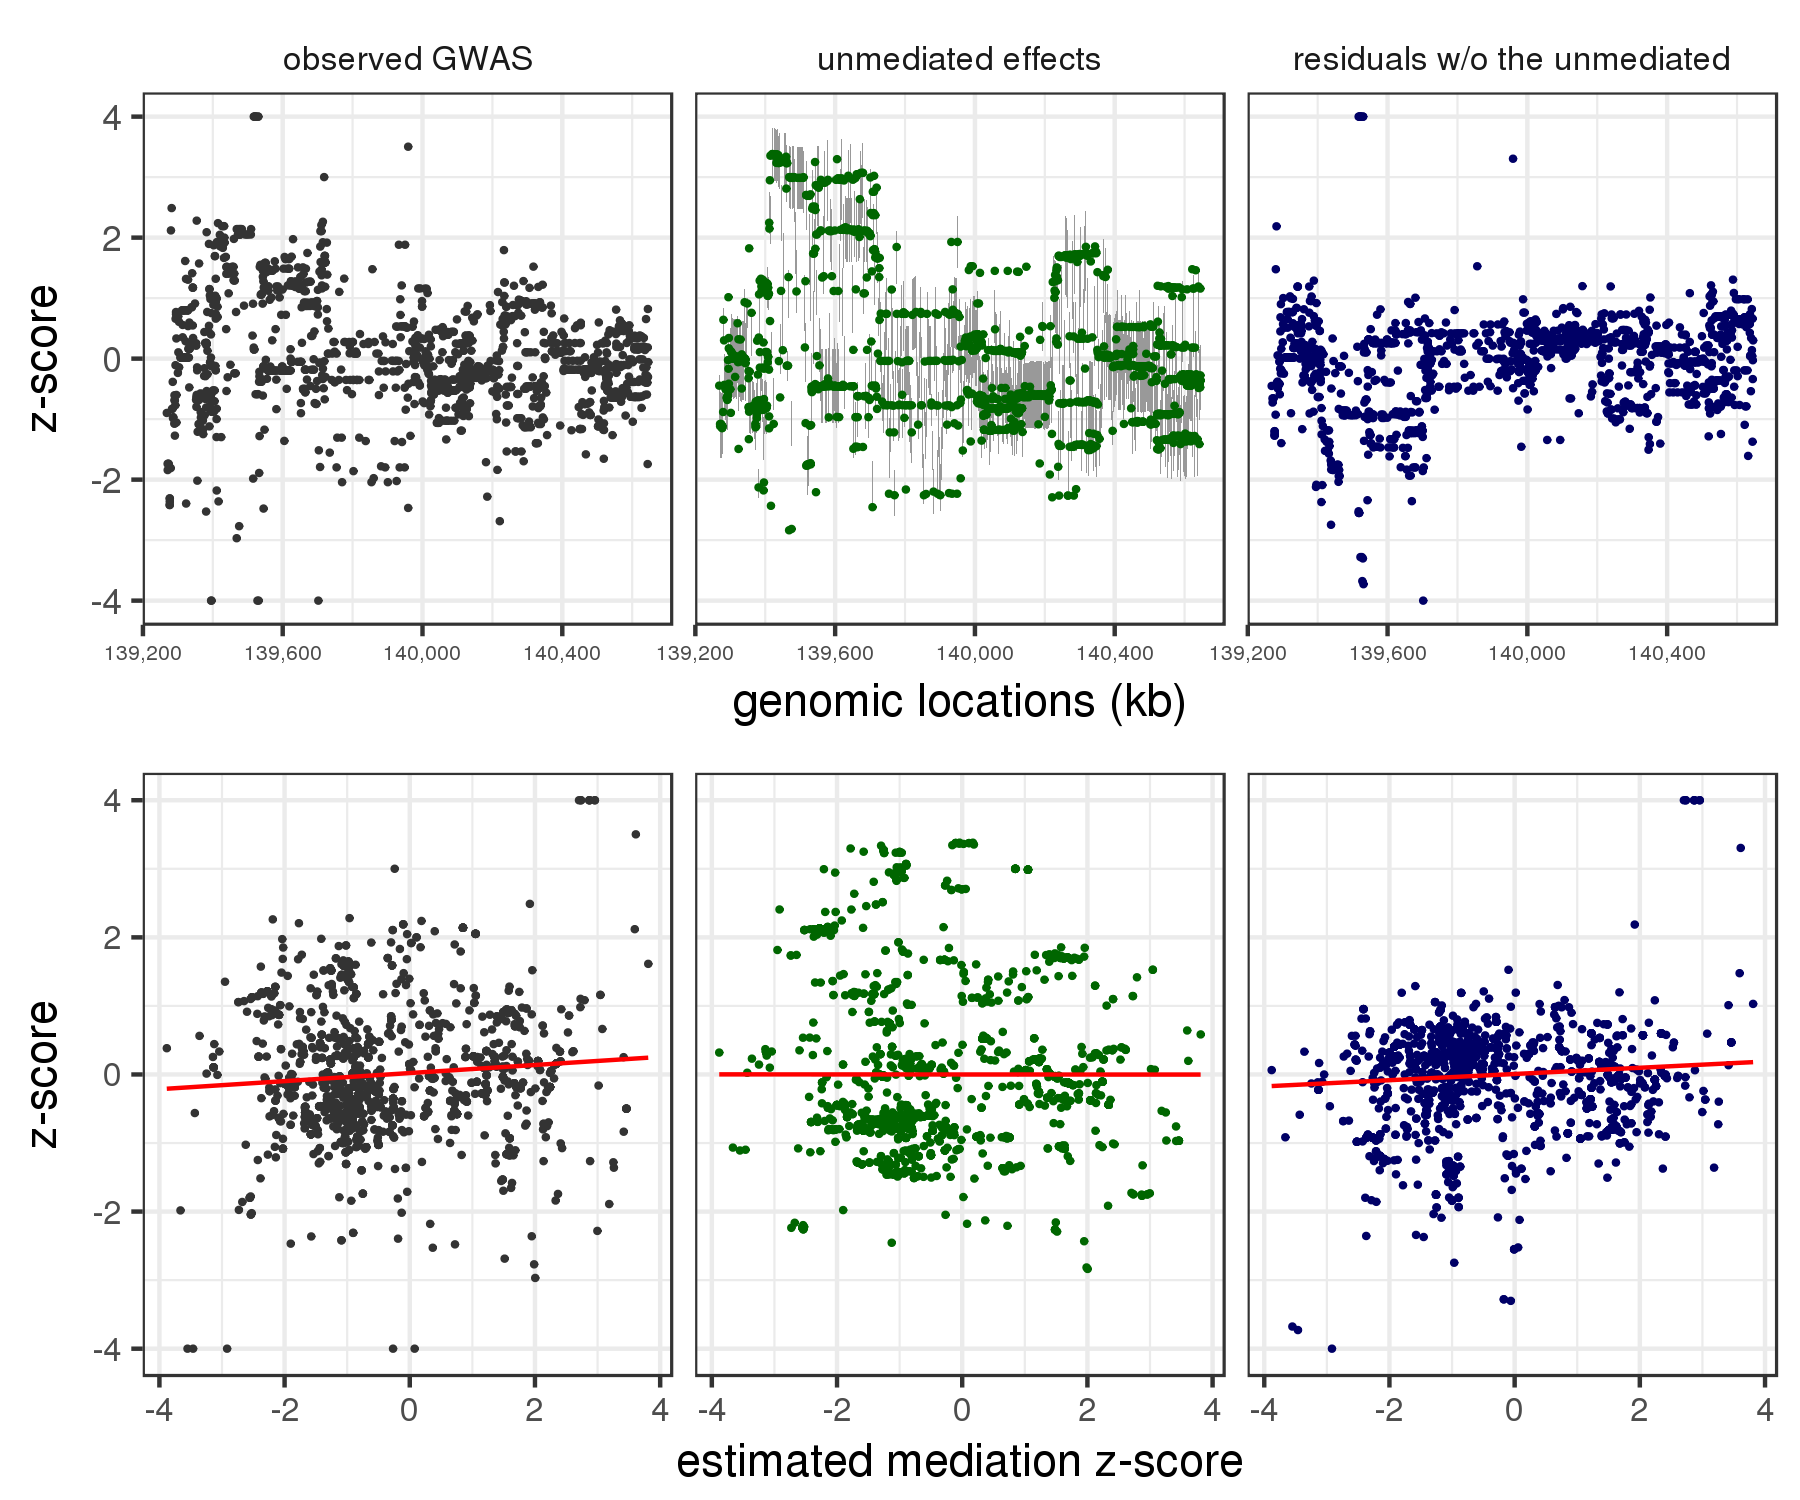 observed GWAS unmediated effects residuals w/o the unmediated
z-score
4
2
0
-2
-4
139,200 139,600 140,000 140,400 139,200 139,600 140,000 140,400 139,200 139,600 140,000 140,400
genomic locations (kb)
z-score
4
2
0
-2
-4
-4 -2 0 2 4 -4 -2 0 2 4 -4 -2 0 2 4
estimated mediation z-score